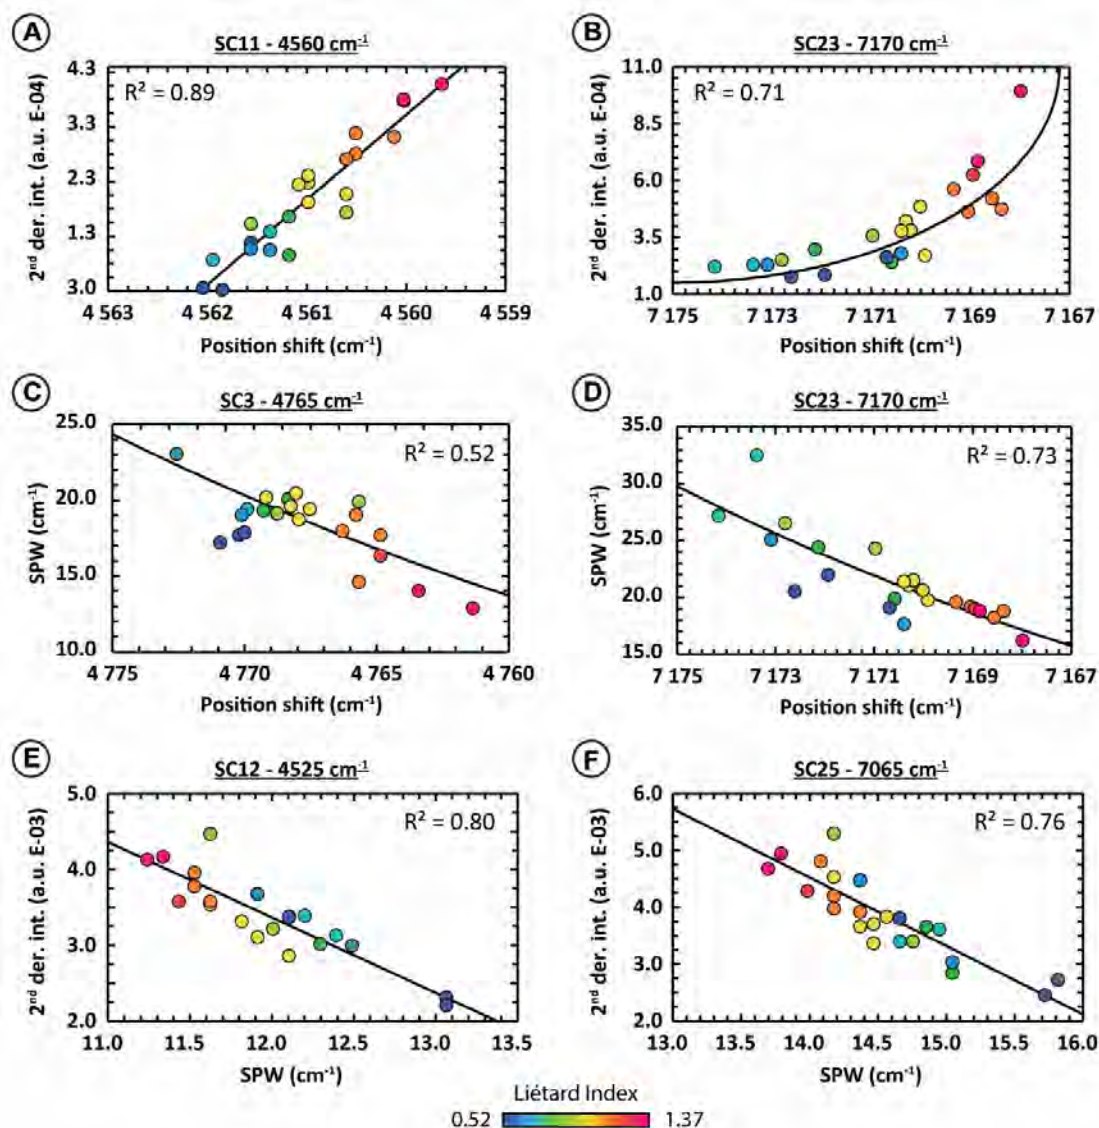 A
SC11 - 4560 cm-1
4.3
3.3
2.3
1.3
3.0
2nd der. int. (a.u. E-04)
R² = 0.89
4 563
4 562
4 561
4 560
4 559
Position shift (cm-1)
B
SC23 - 7170 cm-1
11.0
8.5
6.0
3.5
1.0
2nd der. int. (a.u. E-04)
R² = 0.71
7 175
7 173
7 171
7 169
7 167
Position shift (cm-1)
C
SC3 - 4765 cm-1
25.0
20.0
15.0
10.0
SPW (cm-1)
R² = 0.52
4 775
4 770
4 765
4 760
Position shift (cm-1)
D
SC23 - 7170 cm-1
35.0
30.0
25.0
20.0
15.0
SPW (cm-1)
R² = 0.73
7 175
7 173
7 171
7 169
7 167
Position shift (cm-1)
E
SC12 - 4525 cm-1
5.0
4.0
3.0
2.0
2nd der. int. (a.u. E-03)
R² = 0.80
11.0
11.5
12.0
12.5
13.0
13.5
SPW (cm-1)
F
SC25 - 7065 cm-1
6.0
5.0
4.0
3.0
2.0
2nd der. int. (a.u. E-03)
R² = 0.76
13.0
13.5
14.0
14.5
15.0
15.5
16.0
SPW (cm-1)
Liétard Index
0.52
1.37